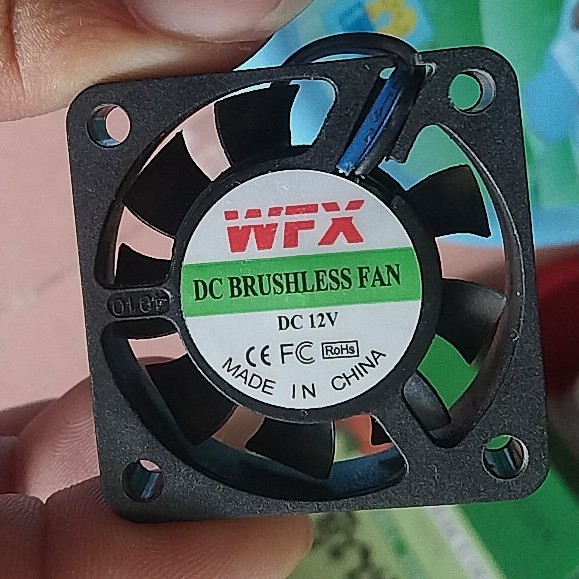 WFX
DC BRUSHLESS FAN
DC 12V
CE FC RoHs
MADE IN CHINA